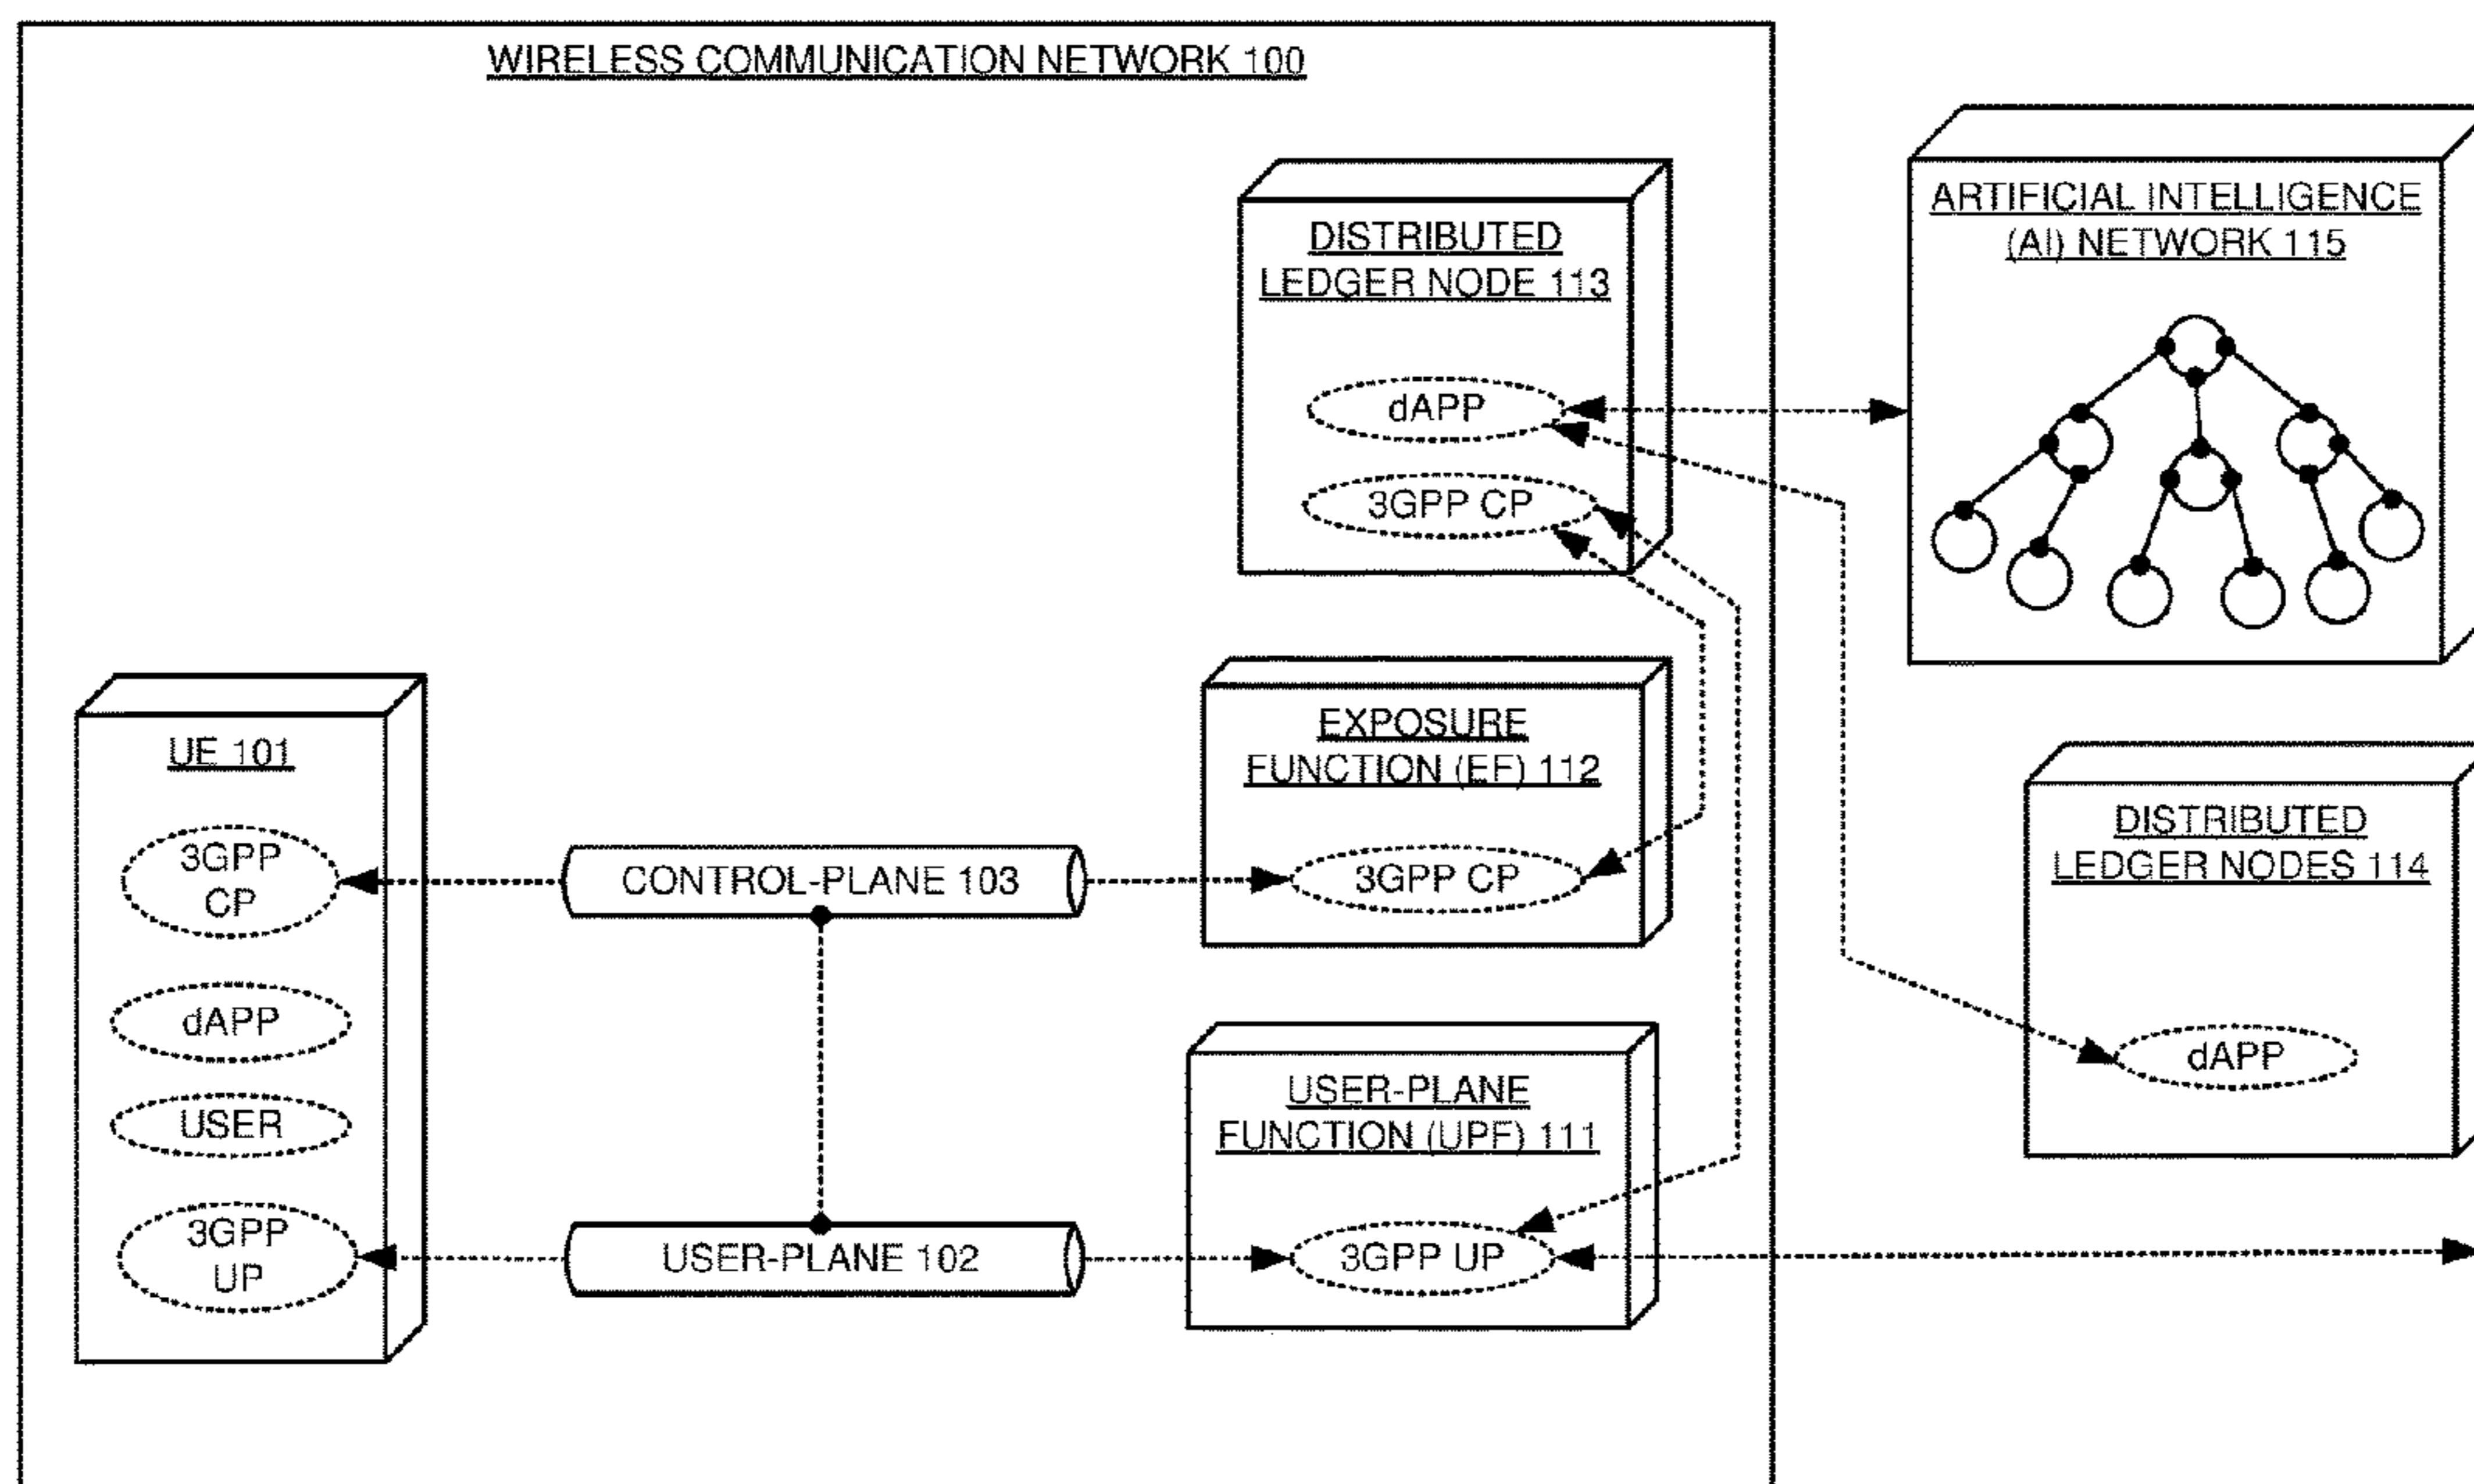 WIRELESS COMMUNICATION NETWORK 100
DISTRIBUTED
LEDGER NODE 113
dAPP
3GPP CP
ARTIFICIAL INTELLIGENCE
(AI) NETWORK 115
UE 101
3GPP
CP
dAPP
USER
3GPP
UP
CONTROL-PLANE 103
USER-PLANE 102
EXPOSURE
FUNCTION (EF) 112
3GPP CP
USER-PLANE
FUNCTION (UPF) 111
3GPP UP
DISTRIBUTED
LEDGER NODES 114
dAPP